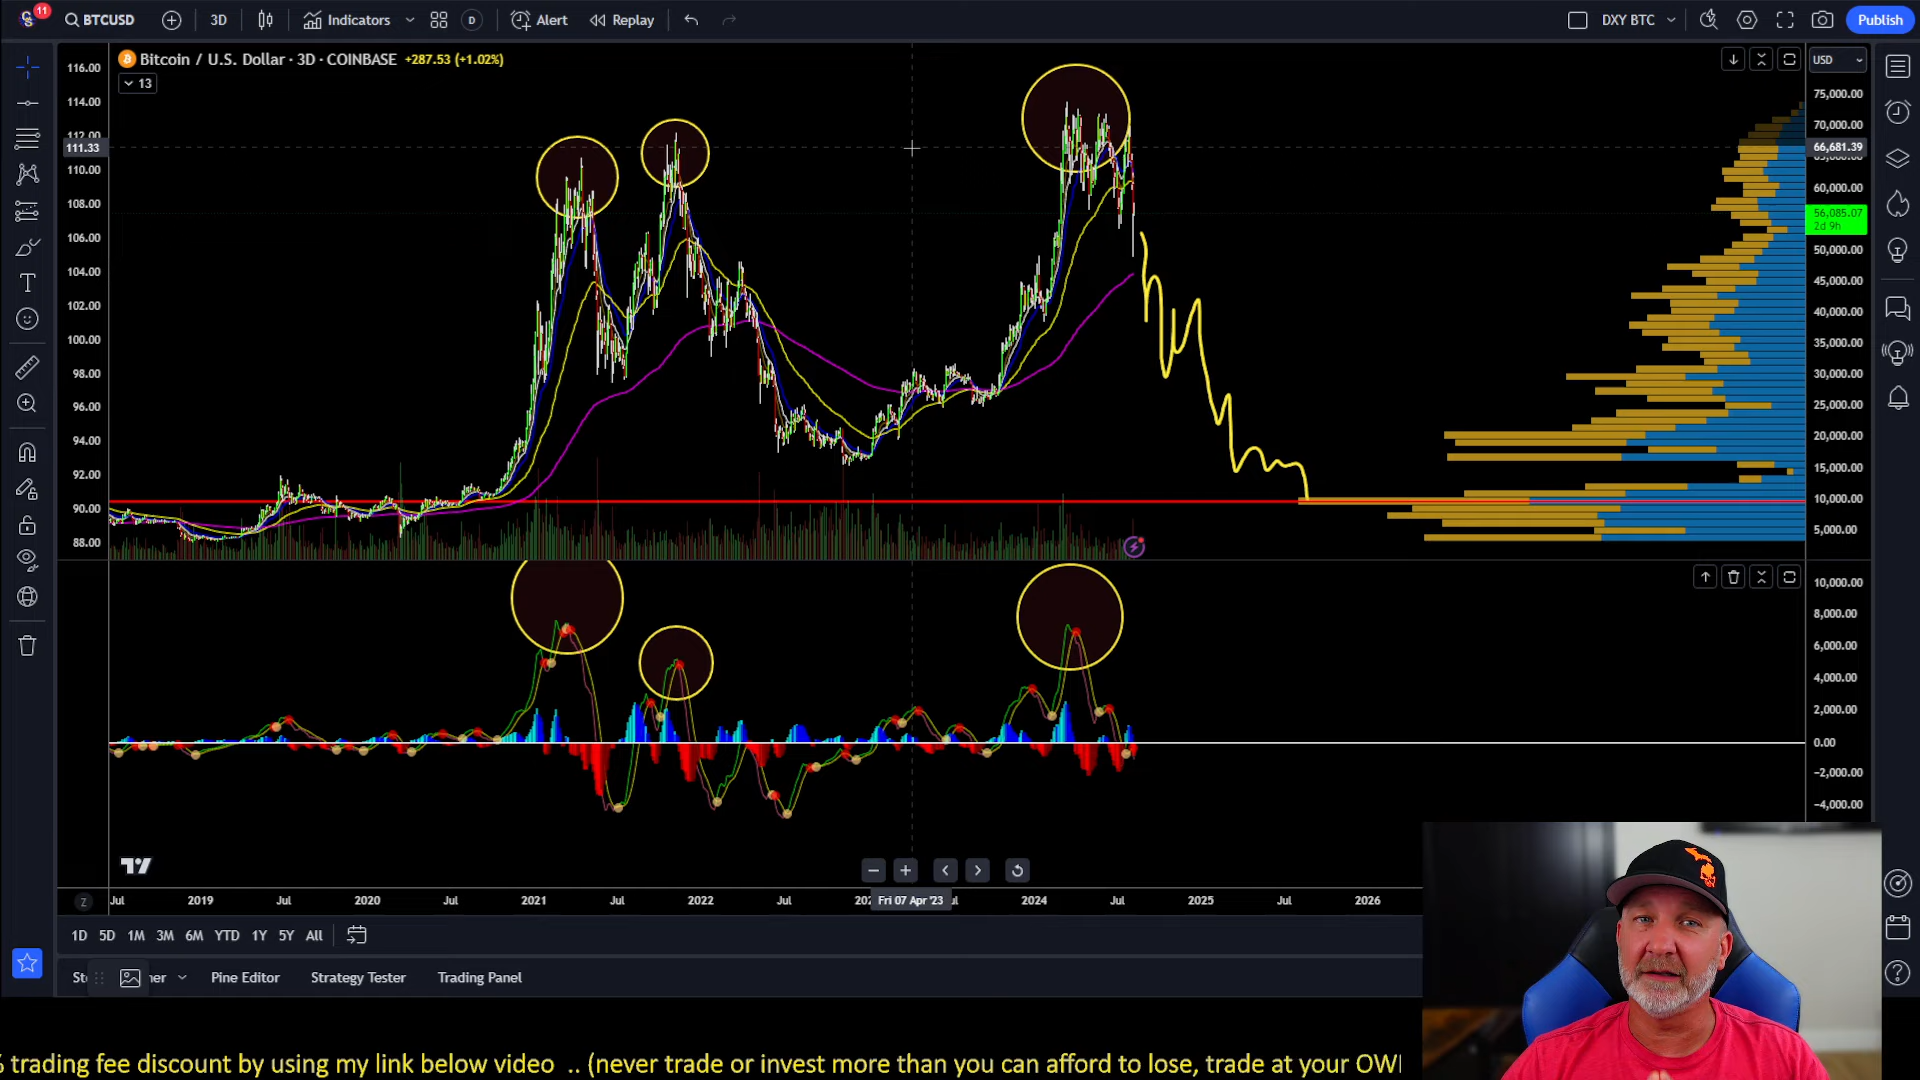 11
BTCUSD
3D
Indicators
D
Alert
Replay
DXY BTC
Publish
Bitcoin / U.S. Dollar · 3D · COINBASE +287.53 (+1.02%)
13
USD
116.00
114.00
112.00
111.33
110.00
108.00
106.00
104.00
102.00
100.00
98.00
96.00
94.00
92.00
90.00
88.00
75,000.00
70,000.00
66,681.39
60,000.00
56,085.07
2d 9h
50,000.00
45,000.00
40,000.00
35,000.00
30,000.00
25,000.00
20,000.00
15,000.00
10,000.00
5,000.00
10,000.00
8,000.00
6,000.00
4,000.00
2,000.00
0.00
−2,000.00
−4,000.00
Z
Jul 2019 Jul 2020 Jul 2021 Jul 2022 Jul 202 Fri 07 Apr '23 ul 2024 Jul 2025 Jul 2026
1D 5D 1M 3M 6M YTD 1Y 5Y All
St ner Pine Editor Strategy Tester Trading Panel
% trading fee discount by using my link below video .. (never trade or invest more than you can afford to lose, trade at your OW